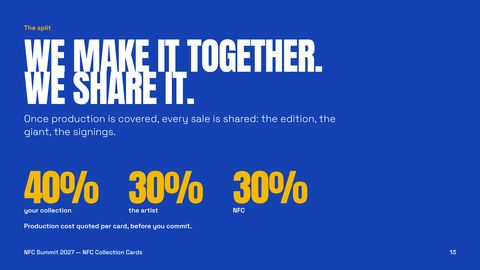 The split
WE MAKE IT TOGETHER.
WE SHARE IT.
Once production is covered, every sale is shared: the edition, the
giant, the signings.
40% 30% 30%
your collection the artist NFC
Production cost quoted per card, before you commit.
NFC Summit 2027 — NFC Collection Cards 13